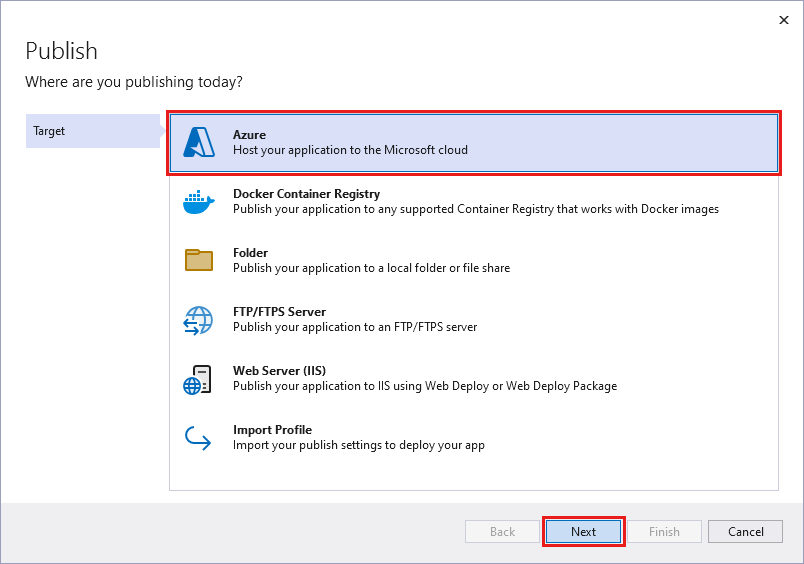 Publish
Where are you publishing today?
Target
Azure
Host your application to the Microsoft cloud
Docker Container Registry
Publish your application to any supported Container Registry that works with Docker images
Folder
Publish your application to a local folder or file share
FTP/FTPS Server
Publish your application to an FTP/FTPS server
Web Server (IIS)
Publish your application to IIS using Web Deploy or Web Deploy Package
Import Profile
Import your publish settings to deploy your app
Back
Next
Finish
Cancel